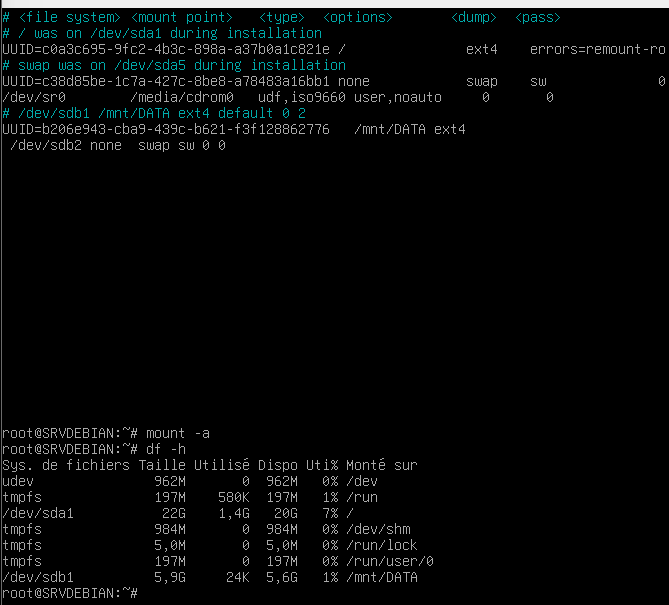 # <file system> <mount point>   <type>  <options>       <dump>  <pass>
# / was on /dev/sda1 during installation
UUID=c0a3c695-9fc2-4b3c-898a-a37b0a1c821e /               ext4    errors=remount-ro
# swap was on /dev/sda5 during installation
UUID=c38d85be-1c7a-427c-8be8-a78483a16bb1 none            swap    sw              0
/dev/sr0        /media/cdrom0   udf,iso9660 user,noauto     0       0
# /dev/sdb1 /mnt/DATA ext4 default 0 2
UUID=b206e943-cba9-439c-b621-f3f128862776   /mnt/DATA ext4
/dev/sdb2 none  swap sw 0 0
root@SRVDEBIAN:~# mount -a
root@SRVDEBIAN:~# df -h
Sys. de fichiers Taille Utilisé Dispo Uti% Monté sur
udev               962M       0  962M   0% /dev
tmpfs              197M    580K  197M   1% /run
/dev/sda1           22G    1,4G   20G   7% /
tmpfs              984M       0  984M   0% /dev/shm
tmpfs              5,0M       0  5,0M   0% /run/lock
tmpfs              197M       0  197M   0% /run/user/0
/dev/sdb1          5,9G     24K  5,6G   1% /mnt/DATA
root@SRVDEBIAN:~#